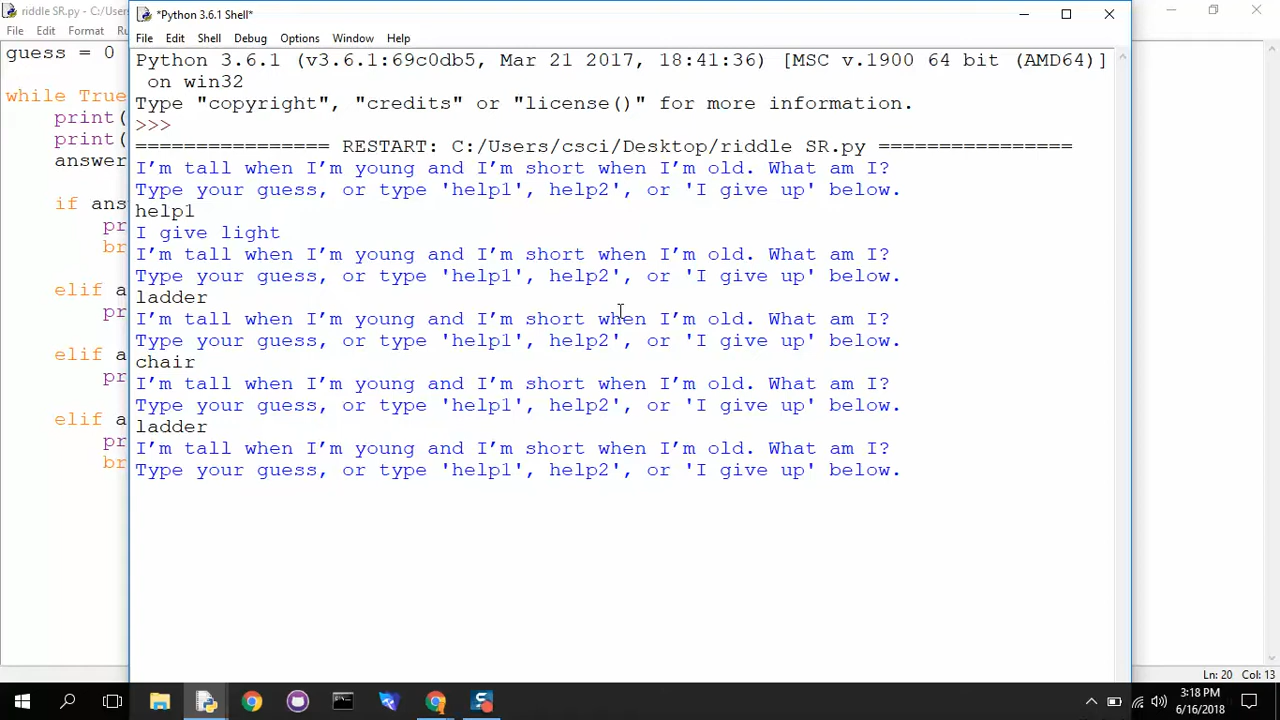 riddle SR.py - C:/Us
*Python 3.6.1 Shell*
File Edit Format Ru
File Edit Shell Debug Options Window Help
guess = 0
while True
print(
print(
answer
if ans
pr
br
elif a
pr
elif a
pr
elif a
pr
br
Python 3.6.1 (v3.6.1:69c0db5, Mar 21 2017, 18:41:36) [MSC v.1900 64 bit (AMD64)]
on win32
Type "copyright", "credits" or "license()" for more information.
>>>
================ RESTART: C:/Users/csci/Desktop/riddle SR.py ================
I’m tall when I’m young and I’m short when I’m old. What am I?
Type your guess, or type 'help1', help2', or 'I give up' below.
help1
I give light
I’m tall when I’m young and I’m short when I’m old. What am I?
Type your guess, or type 'help1', help2', or 'I give up' below.
ladder
I’m tall when I’m young and I’m short when I’m old. What am I?
Type your guess, or type 'help1', help2', or 'I give up' below.
chair
I’m tall when I’m young and I’m short when I’m old. What am I?
Type your guess, or type 'help1', help2', or 'I give up' below.
ladder
I’m tall when I’m young and I’m short when I’m old. What am I?
Type your guess, or type 'help1', help2', or 'I give up' below.
Ln: 20 Col: 13
3:18 PM
6/16/2018